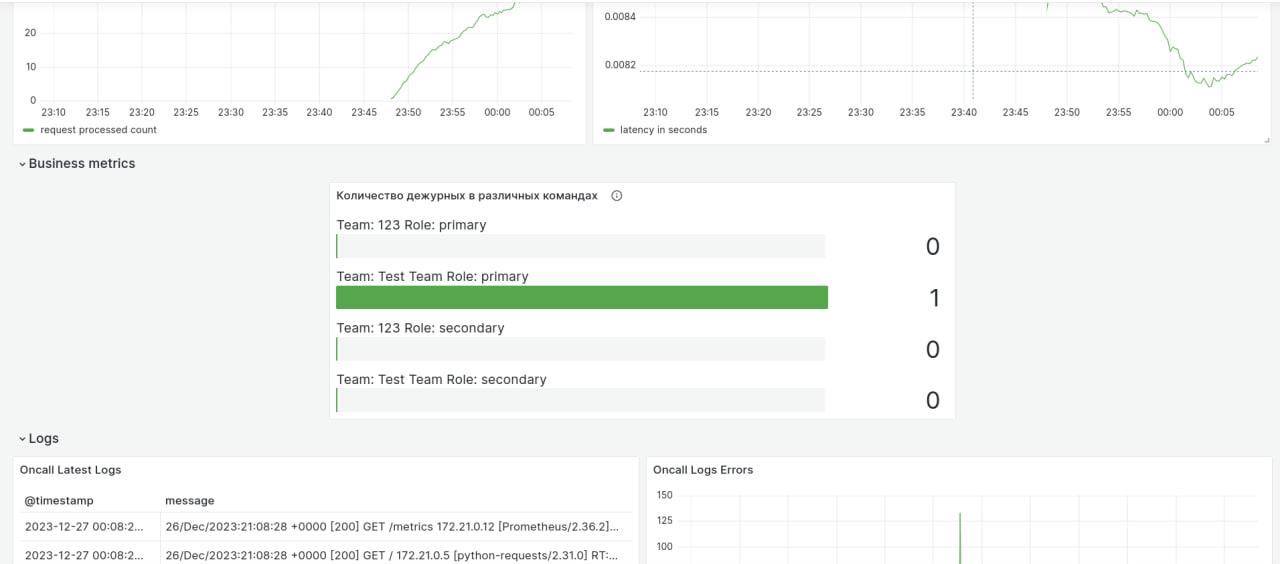 20
10
0
23:10 23:15 23:20 23:25 23:30 23:35 23:40 23:45 23:50 23:55 00:00 00:05
request processed count
0.0084
0.0082
23:10 23:15 23:20 23:25 23:30 23:35 23:40 23:45 23:50 23:55 00:00 00:05
latency in seconds
Business metrics
Количество дежурных в различных командах
Team: 123 Role: primary
0
Team: Test Team Role: primary
1
Team: 123 Role: secondary
0
Team: Test Team Role: secondary
0
Logs
Oncall Latest Logs
@timestamp message
2023-12-27 00:08:2... 26/Dec/2023:21:08:28 +0000 [200] GET /metrics 172.21.0.12 [Prometheus/2.36.2]...
2023-12-27 00:08:2... 26/Dec/2023:21:08:28 +0000 [200] GET / 172.21.0.5 [python-requests/2.31.0] RT:...
Oncall Logs Errors
150
125
100